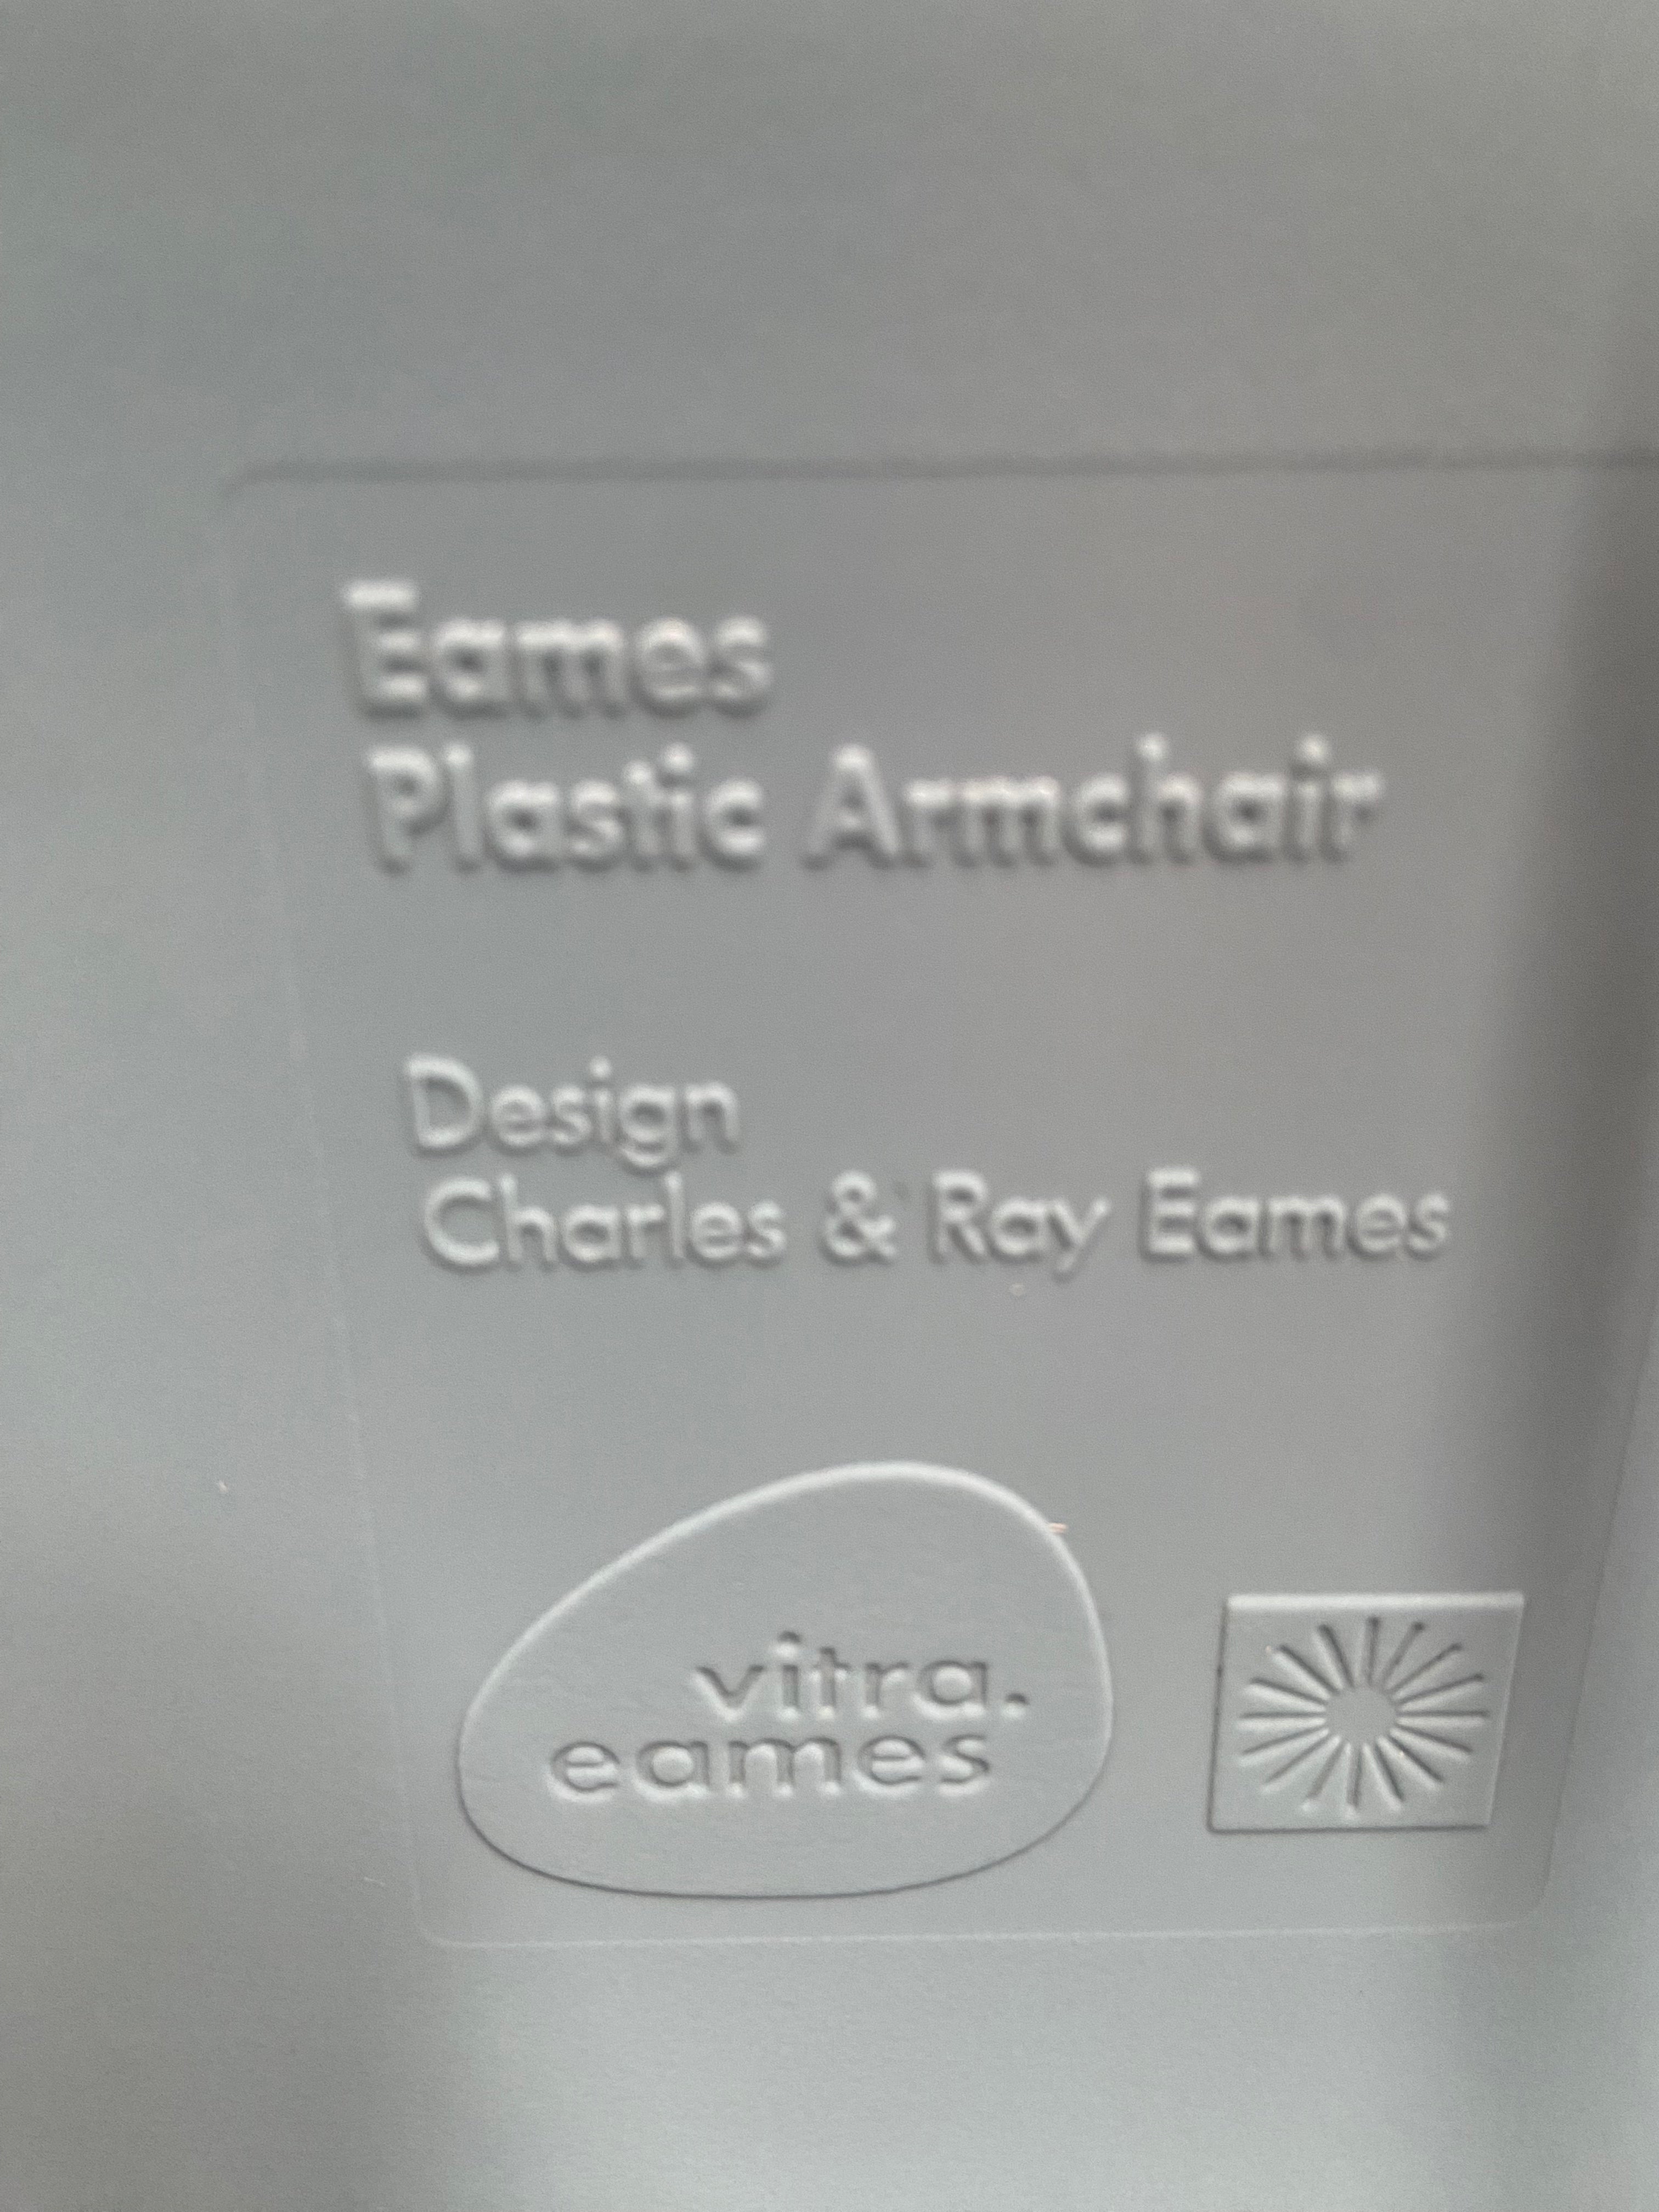 Eames
Plastic Armchair
Design
Charles & Ray Eames
vitra.
eames